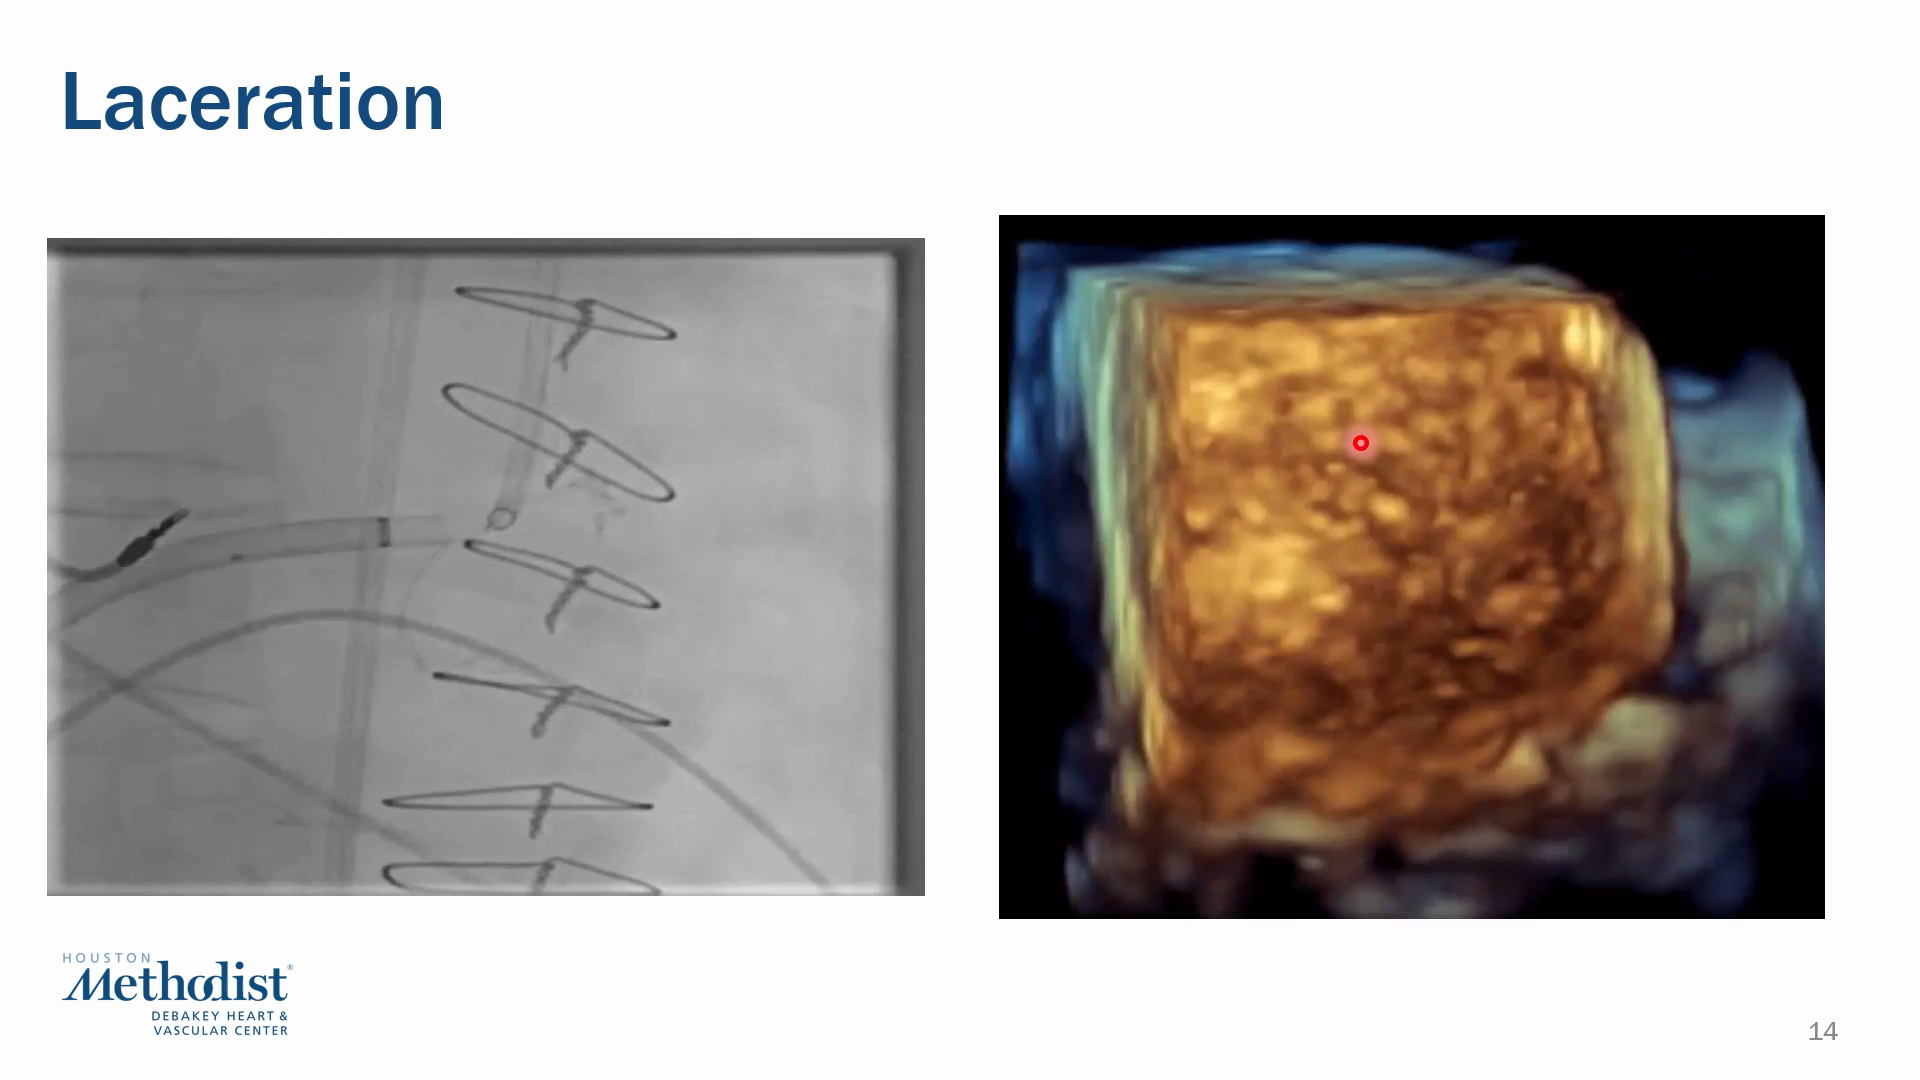 Laceration
HOUSTON
Methodist®
DEBAKEY HEART &
VASCULAR CENTER
14